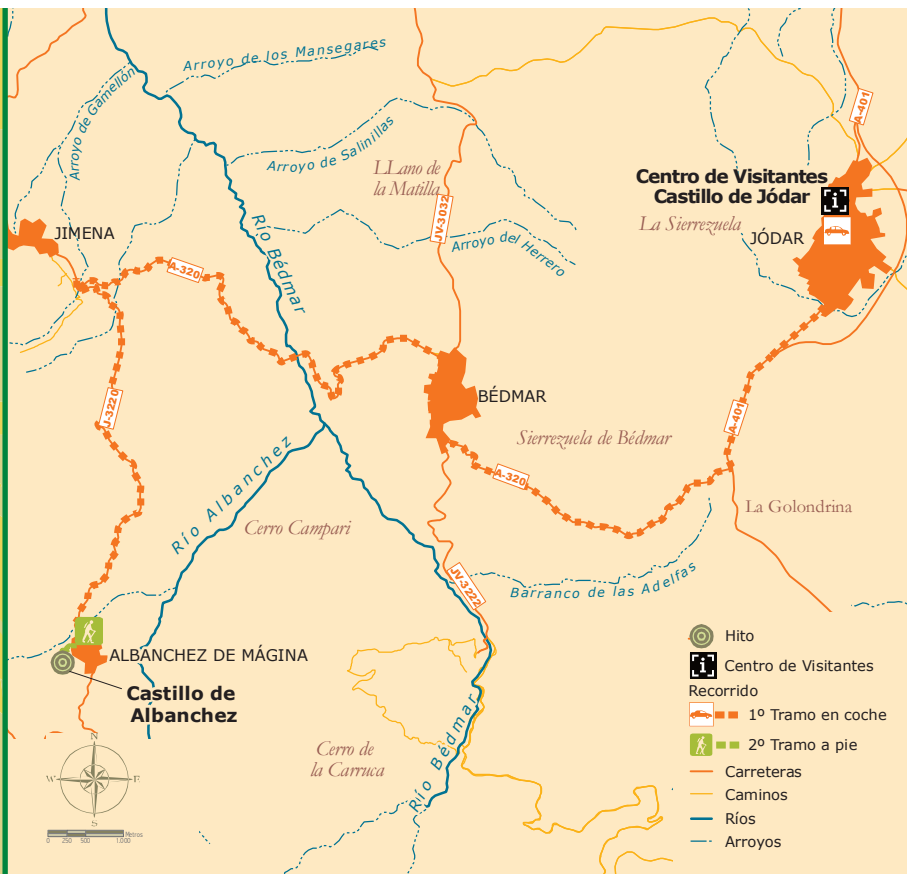 Arroyo de los Mansegares
Arroyo de Gamellón
Arroyo de Salinillas
LLano de
la Matilla
A-401
Centro de Visitantes
Castillo de Jódar
i
La Sierrezuela
JÓDAR
JIMENA
Río Bédmar
JV-3032
Arroyo del Herrero
A-320
J-3220
BÉDMAR
A-401
Sierrezuela de Bédmar
A-320
Río Albanchez
Cerro Campari
La Golondrina
JV-3222
Barranco de las Adelfas
ALBANCHEZ DE MÁGINA
Castillo de
Albanchez
Cerro de
la Carruca
Río Bédmar
N
W
E
S
Metros
0 250 500 1.000
Hito
i
Centro de Visitantes
Recorrido
1º Tramo en coche
2º Tramo a pie
Carreteras
Caminos
Ríos
Arroyos